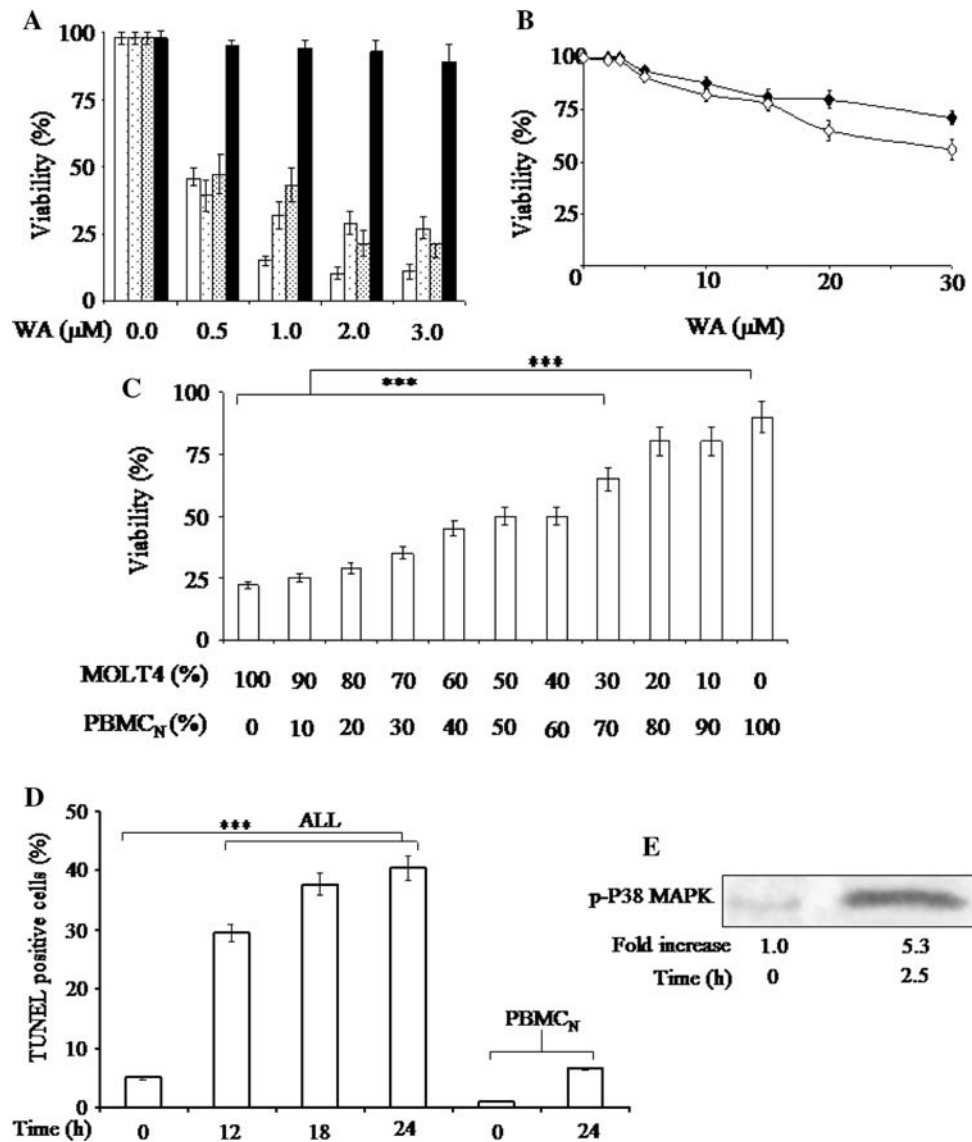 A
100
75
50
25
0
Viability (%)
WA (µM) 0.0 0.5 1.0 2.0 3.0
B
100
75
50
25
0 10 20 30
Viability (%)
WA (µM)
C
***
***
100
75
50
25
0
Viability (%)
MOLT4 (%) 100 90 80 70 60 50 40 30 20 10 0
PBMCN (%) 0 10 20 30 40 50 60 70 80 90 100
D
50
40
30
20
10
0
TUNEL positive cells (%)
*** ALL
PBMCN
Time (h) 0 12 18 24 0 24
E
p-P38 MAPK
Fold increase 1.0 5.3
Time (h) 0 2.5